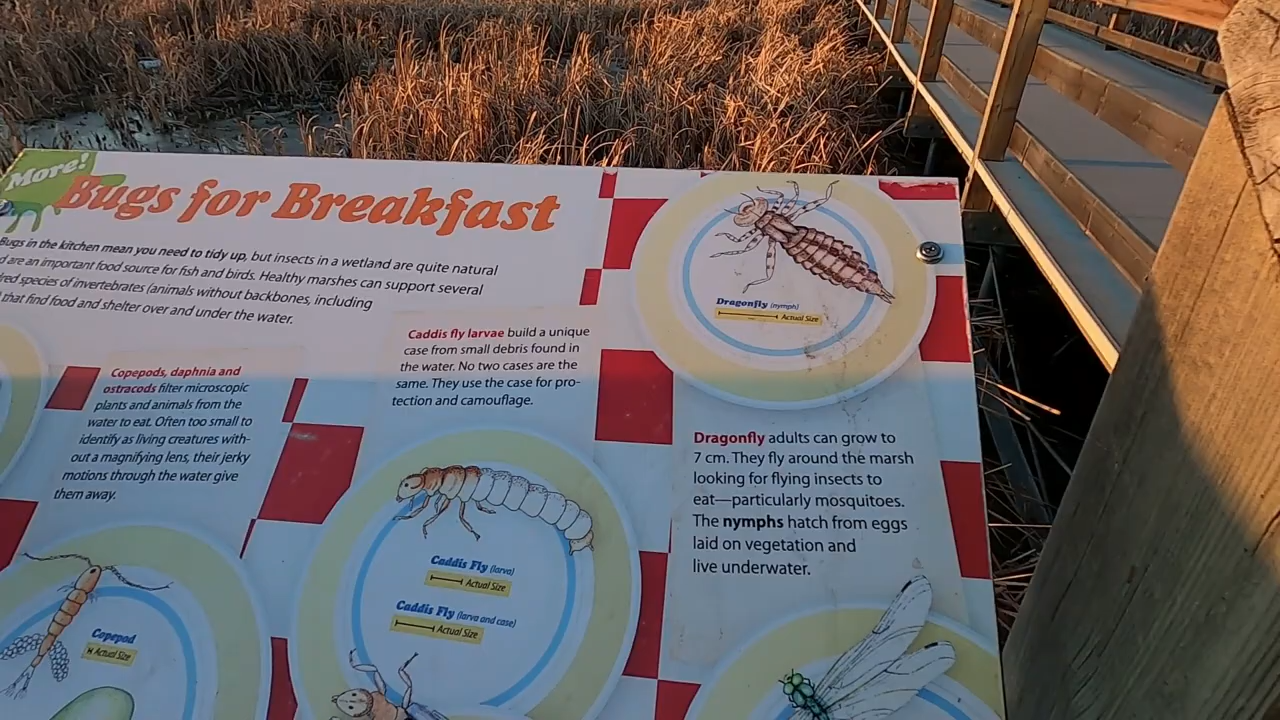 More!
Bugs for Breakfast
Bugs in the kitchen mean you need to tidy up, but insects in a wetland are quite natural
are an important food source for fish and birds. Healthy marshes can support several
species of invertebrates (animals without backbones, including
that find food and shelter over and under the water.
Copepods, daphnia and
ostracods filter microscopic
plants and animals from the
water to eat. Often too small to
identify as living creatures with-
out a magnifying lens, their jerky
motions through the water give
them away.
Copepod
Actual Size
Caddis fly larvae build a unique
case from small debris found in
the water. No two cases are the
same. They use the case for pro-
tection and camouflage.
Caddis Fly (larva)
Actual Size
Caddis Fly (larva and case)
Actual Size
Dragonfly (nymph)
Actual Size
Dragonfly adults can grow to
7 cm. They fly around the marsh
looking for flying insects to
eat—particularly mosquitoes.
The nymphs hatch from eggs
laid on vegetation and
live underwater.